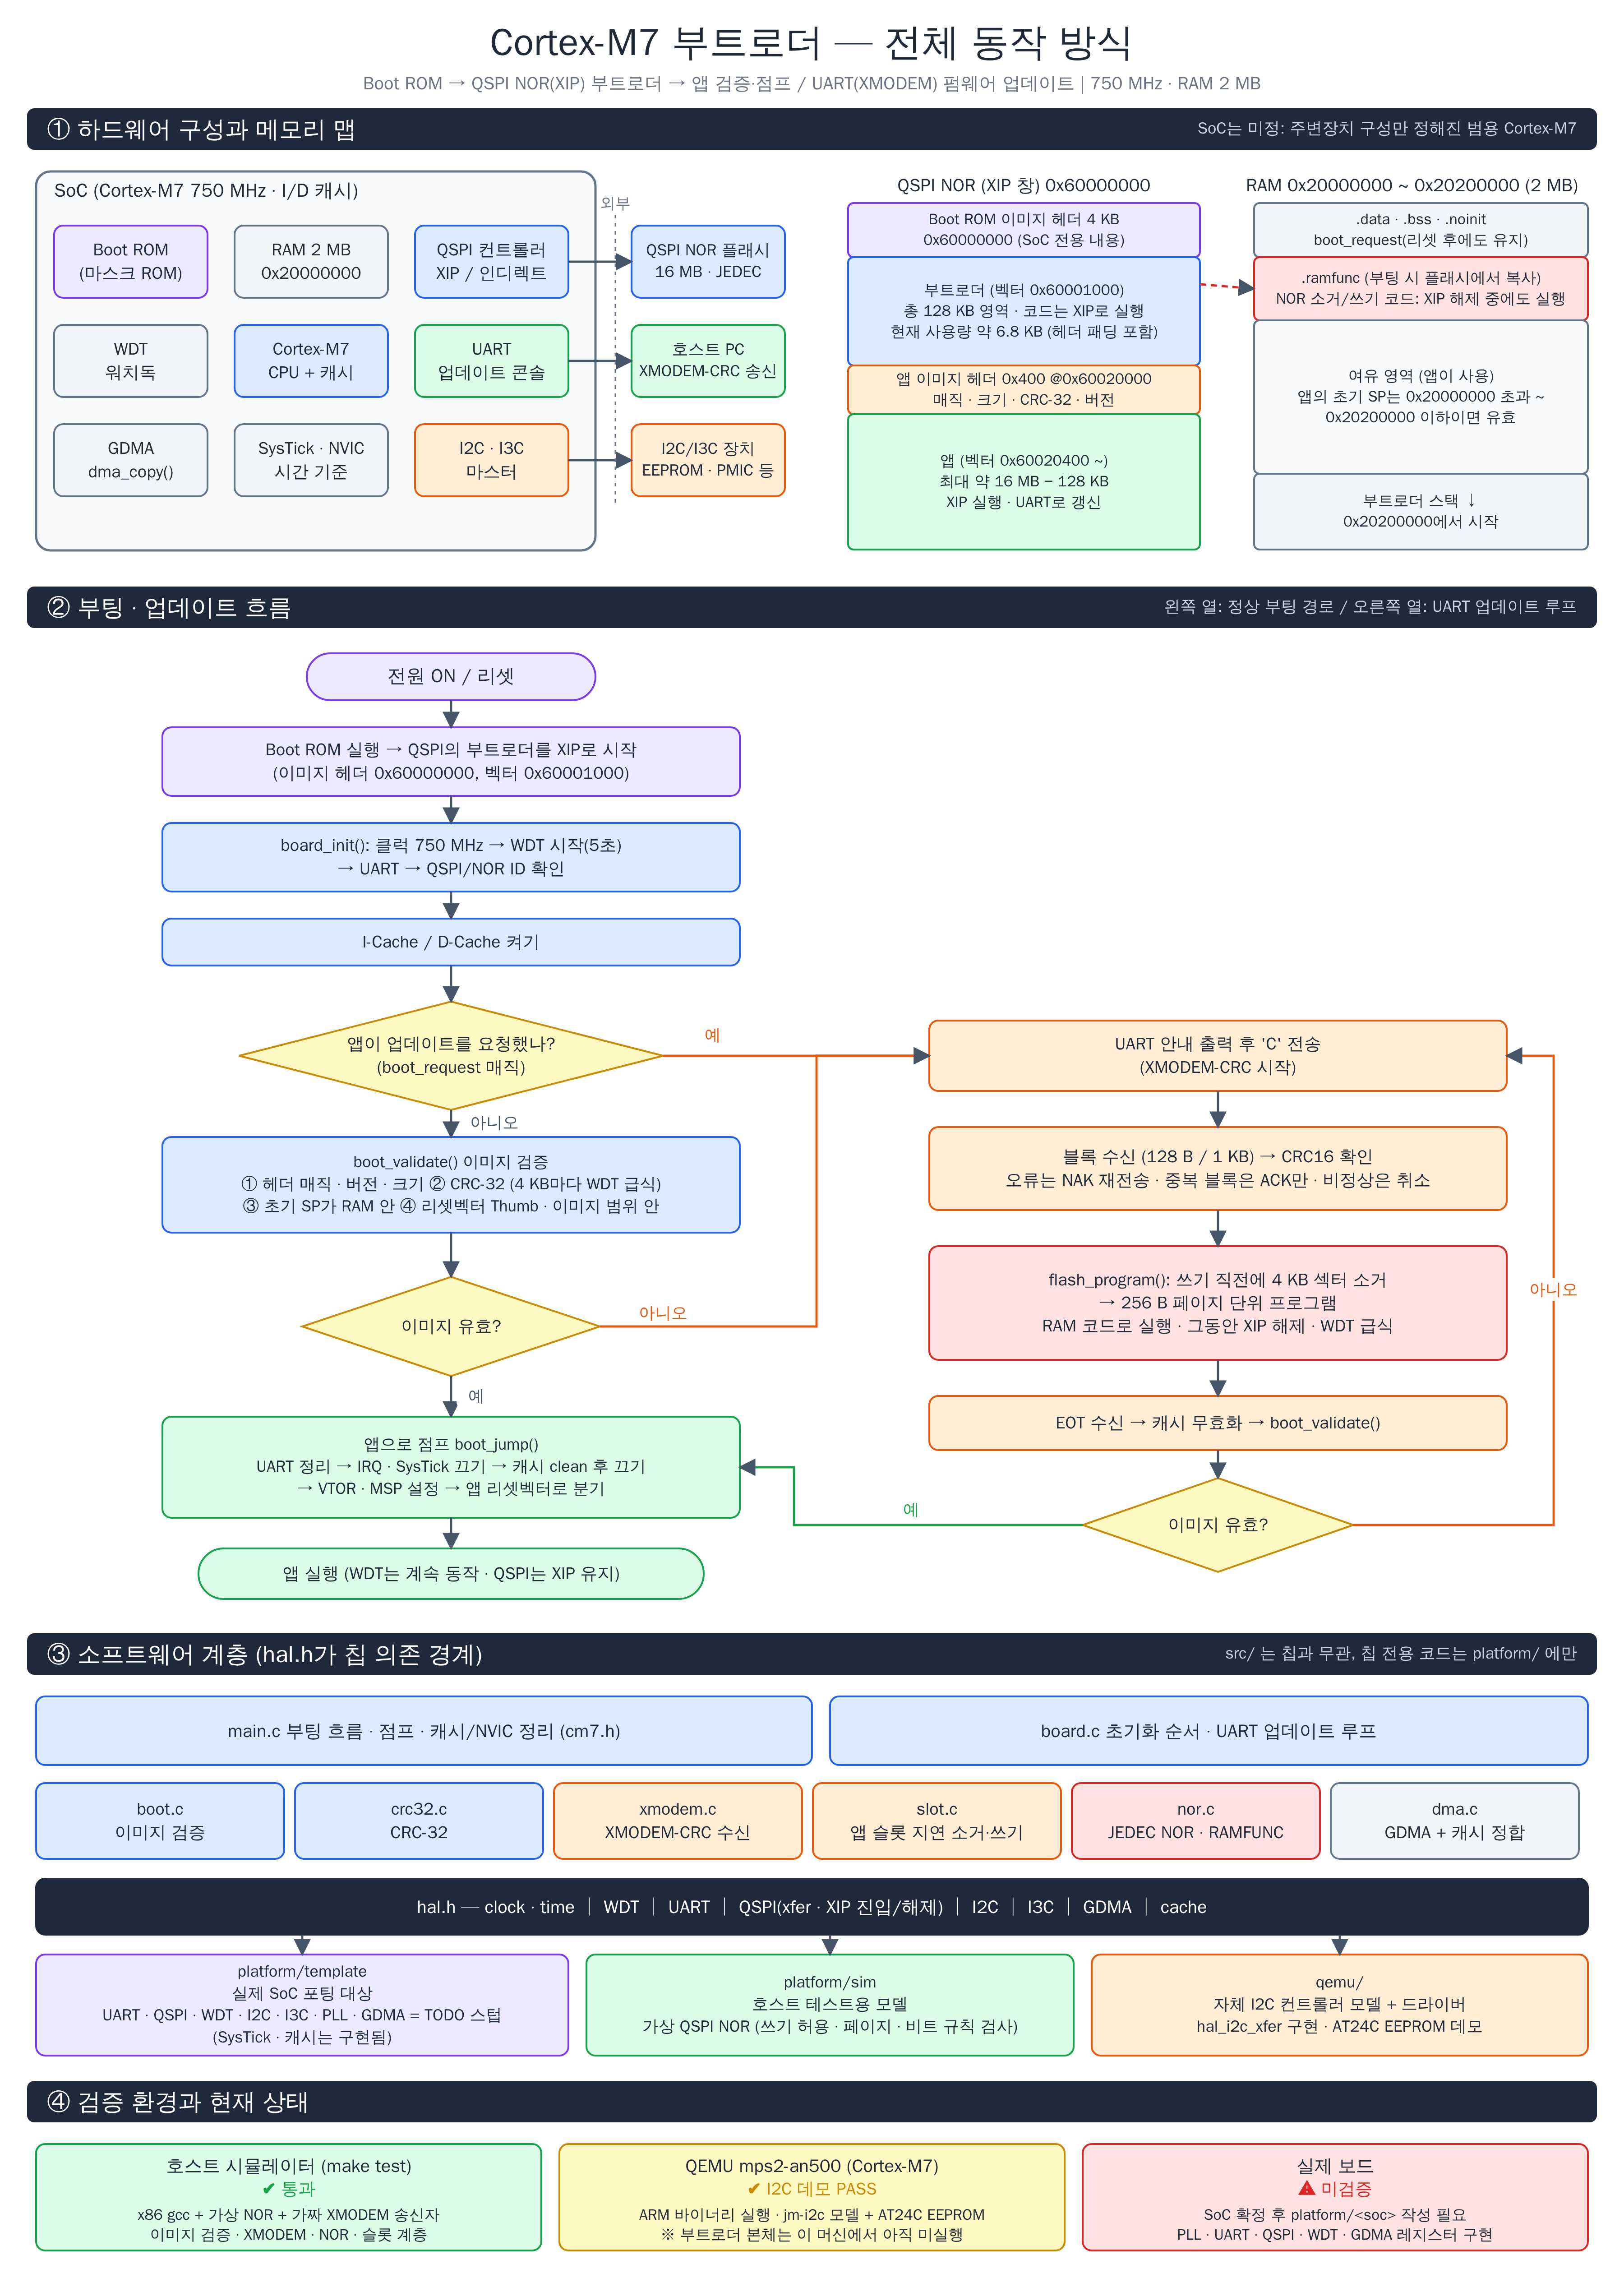 Cortex-M7 부트로더 — 전체 동작 방식
Boot ROM → QSPI NOR(XIP) 부트로더 → 앱 검증·점프 / UART(XMODEM) 펌웨어 업데이트 | 750 MHz · RAM 2 MB
① 하드웨어 구성과 메모리 맵
SoC는 미정: 주변장치 구성만 정해진 범용 Cortex-M7
SoC (Cortex-M7 750 MHz · I/D 캐시)
Boot ROM
(마스크 ROM)
RAM 2 MB
0x20000000
QSPI 컨트롤러
XIP / 인디렉트
WDT
워치독
Cortex-M7
CPU + 캐시
UART
업데이트 콘솔
GDMA
dma_copy()
SysTick · NVIC
시간 기준
I2C · I3C
마스터
외부
QSPI NOR 플래시
16 MB · JEDEC
호스트 PC
XMODEM-CRC 송신
I2C/I3C 장치
EEPROM · PMIC 등
QSPI NOR (XIP 창) 0x60000000
Boot ROM 이미지 헤더 4 KB
0x60000000 (SoC 전용 내용)
부트로더 (벡터 0x60001000)
총 128 KB 영역 · 코드는 XIP로 실행
현재 사용량 약 6.8 KB (헤더 패딩 포함)
앱 이미지 헤더 0x400 @0x60020000
매직 · 크기 · CRC-32 · 버전
앱 (벡터 0x60020400 ~)
최대 약 16 MB − 128 KB
XIP 실행 · UART로 갱신
RAM 0x20000000 ~ 0x20200000 (2 MB)
.data · .bss · .noinit
boot_request(리셋 후에도 유지)
.ramfunc (부팅 시 플래시에서 복사)
NOR 소거/쓰기 코드: XIP 해제 중에도 실행
여유 영역 (앱이 사용)
앱의 초기 SP는 0x20000000 초과 ~
0x20200000 이하이면 유효
부트로더 스택 ↓
0x20200000에서 시작
② 부팅 · 업데이트 흐름
왼쪽 열: 정상 부팅 경로 / 오른쪽 열: UART 업데이트 루프
전원 ON / 리셋
Boot ROM 실행 → QSPI의 부트로더를 XIP로 시작
(이미지 헤더 0x60000000, 벡터 0x60001000)
board_init(): 클럭 750 MHz → WDT 시작(5초)
→ UART → QSPI/NOR ID 확인
I-Cache / D-Cache 켜기
앱이 업데이트를 요청했나?
(boot_request 매직)
예
아니오
boot_validate() 이미지 검증
① 헤더 매직 · 버전 · 크기 ② CRC-32 (4 KB마다 WDT 급식)
③ 초기 SP가 RAM 안 ④ 리셋벡터 Thumb · 이미지 범위 안
이미지 유효?
아니오
예
앱으로 점프 boot_jump()
UART 정리 → IRQ · SysTick 끄기 → 캐시 clean 후 끄기
→ VTOR · MSP 설정 → 앱 리셋벡터로 분기
앱 실행 (WDT는 계속 동작 · QSPI는 XIP 유지)
UART 안내 출력 후 'C' 전송
(XMODEM-CRC 시작)
블록 수신 (128 B / 1 KB) → CRC16 확인
오류는 NAK 재전송 · 중복 블록은 ACK만 · 비정상은 취소
flash_program(): 쓰기 직전에 4 KB 섹터 소거
→ 256 B 페이지 단위 프로그램
RAM 코드로 실행 · 그동안 XIP 해제 · WDT 급식
EOT 수신 → 캐시 무효화 → boot_validate()
이미지 유효?
예
아니오
③ 소프트웨어 계층 (hal.h가 칩 의존 경계)
src/ 는 칩과 무관, 칩 전용 코드는 platform/ 에만
main.c 부팅 흐름 · 점프 · 캐시/NVIC 정리 (cm7.h)
board.c 초기화 순서 · UART 업데이트 루프
boot.c
이미지 검증
crc32.c
CRC-32
xmodem.c
XMODEM-CRC 수신
slot.c
앱 슬롯 지연 소거·쓰기
nor.c
JEDEC NOR · RAMFUNC
dma.c
GDMA + 캐시 정합
hal.h — clock · time | WDT | UART | QSPI(xfer · XIP 진입/해제) | I2C | I3C | GDMA | cache
platform/template
실제 SoC 포팅 대상
UART · QSPI · WDT · I2C · I3C · PLL · GDMA = TODO 스텁
(SysTick · 캐시는 구현됨)
platform/sim
호스트 테스트용 모델
가상 QSPI NOR (쓰기 허용 · 페이지 · 비트 규칙 검사)
qemu/
자체 I2C 컨트롤러 모델 + 드라이버
hal_i2c_xfer 구현 · AT24C EEPROM 데모
④ 검증 환경과 현재 상태
호스트 시뮬레이터 (make test)
✔ 통과
x86 gcc + 가상 NOR + 가짜 XMODEM 송신자
이미지 검증 · XMODEM · NOR · 슬롯 계층
QEMU mps2-an500 (Cortex-M7)
✔ I2C 데모 PASS
ARM 바이너리 실행 · jm-i2c 모델 + AT24C EEPROM
※ 부트로더 본체는 이 머신에서 아직 미실행
실제 보드
⚠ 미검증
SoC 확정 후 platform/<soc> 작성 필요
PLL · UART · QSPI · WDT · GDMA 레지스터 구현